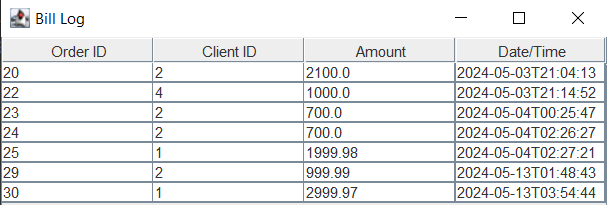 Bill Log
Order ID Client ID Amount Date/Time
20 2 2100.0 2024-05-03T21:04:13
22 4 1000.0 2024-05-03T21:14:52
23 2 700.0 2024-05-04T00:25:47
24 2 700.0 2024-05-04T02:26:27
25 1 1999.98 2024-05-04T02:27:21
29 2 999.99 2024-05-13T01:48:43
30 1 2999.97 2024-05-13T03:54:44